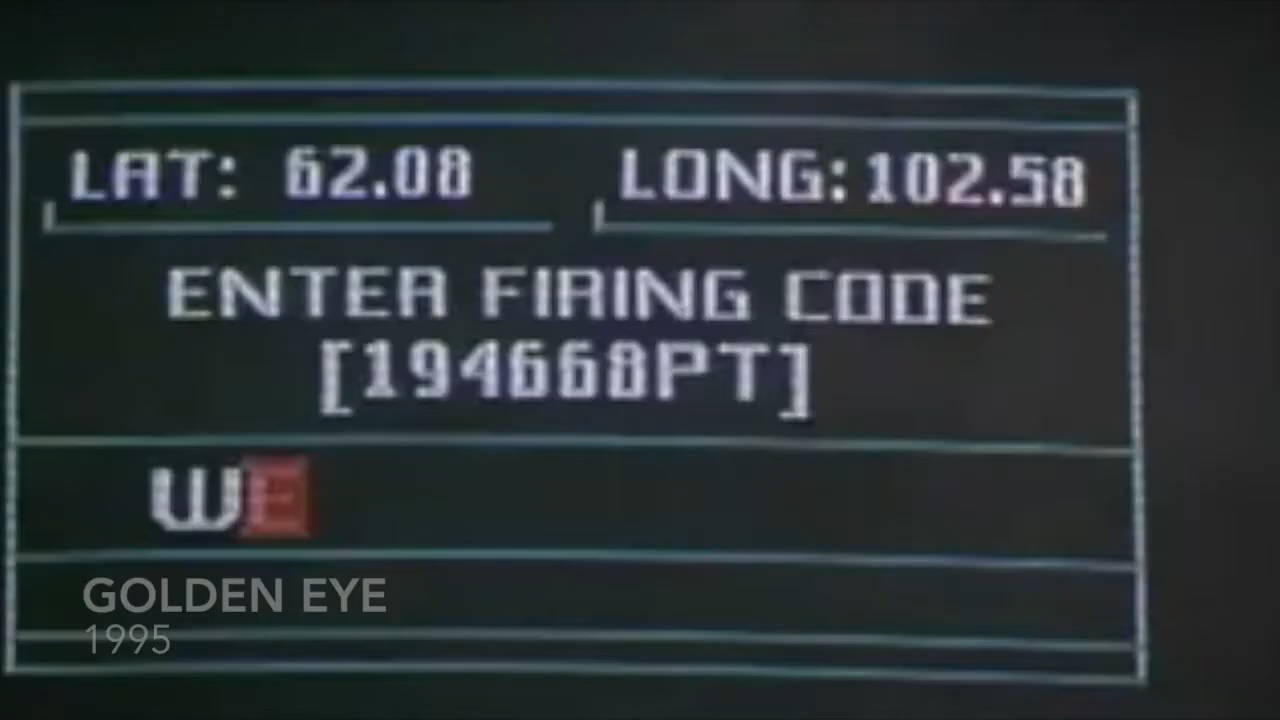 LAT: 62.08 LONG:102.58
ENTER FIRING CODE
[194668PT]
WE
GOLDEN EYE
1995